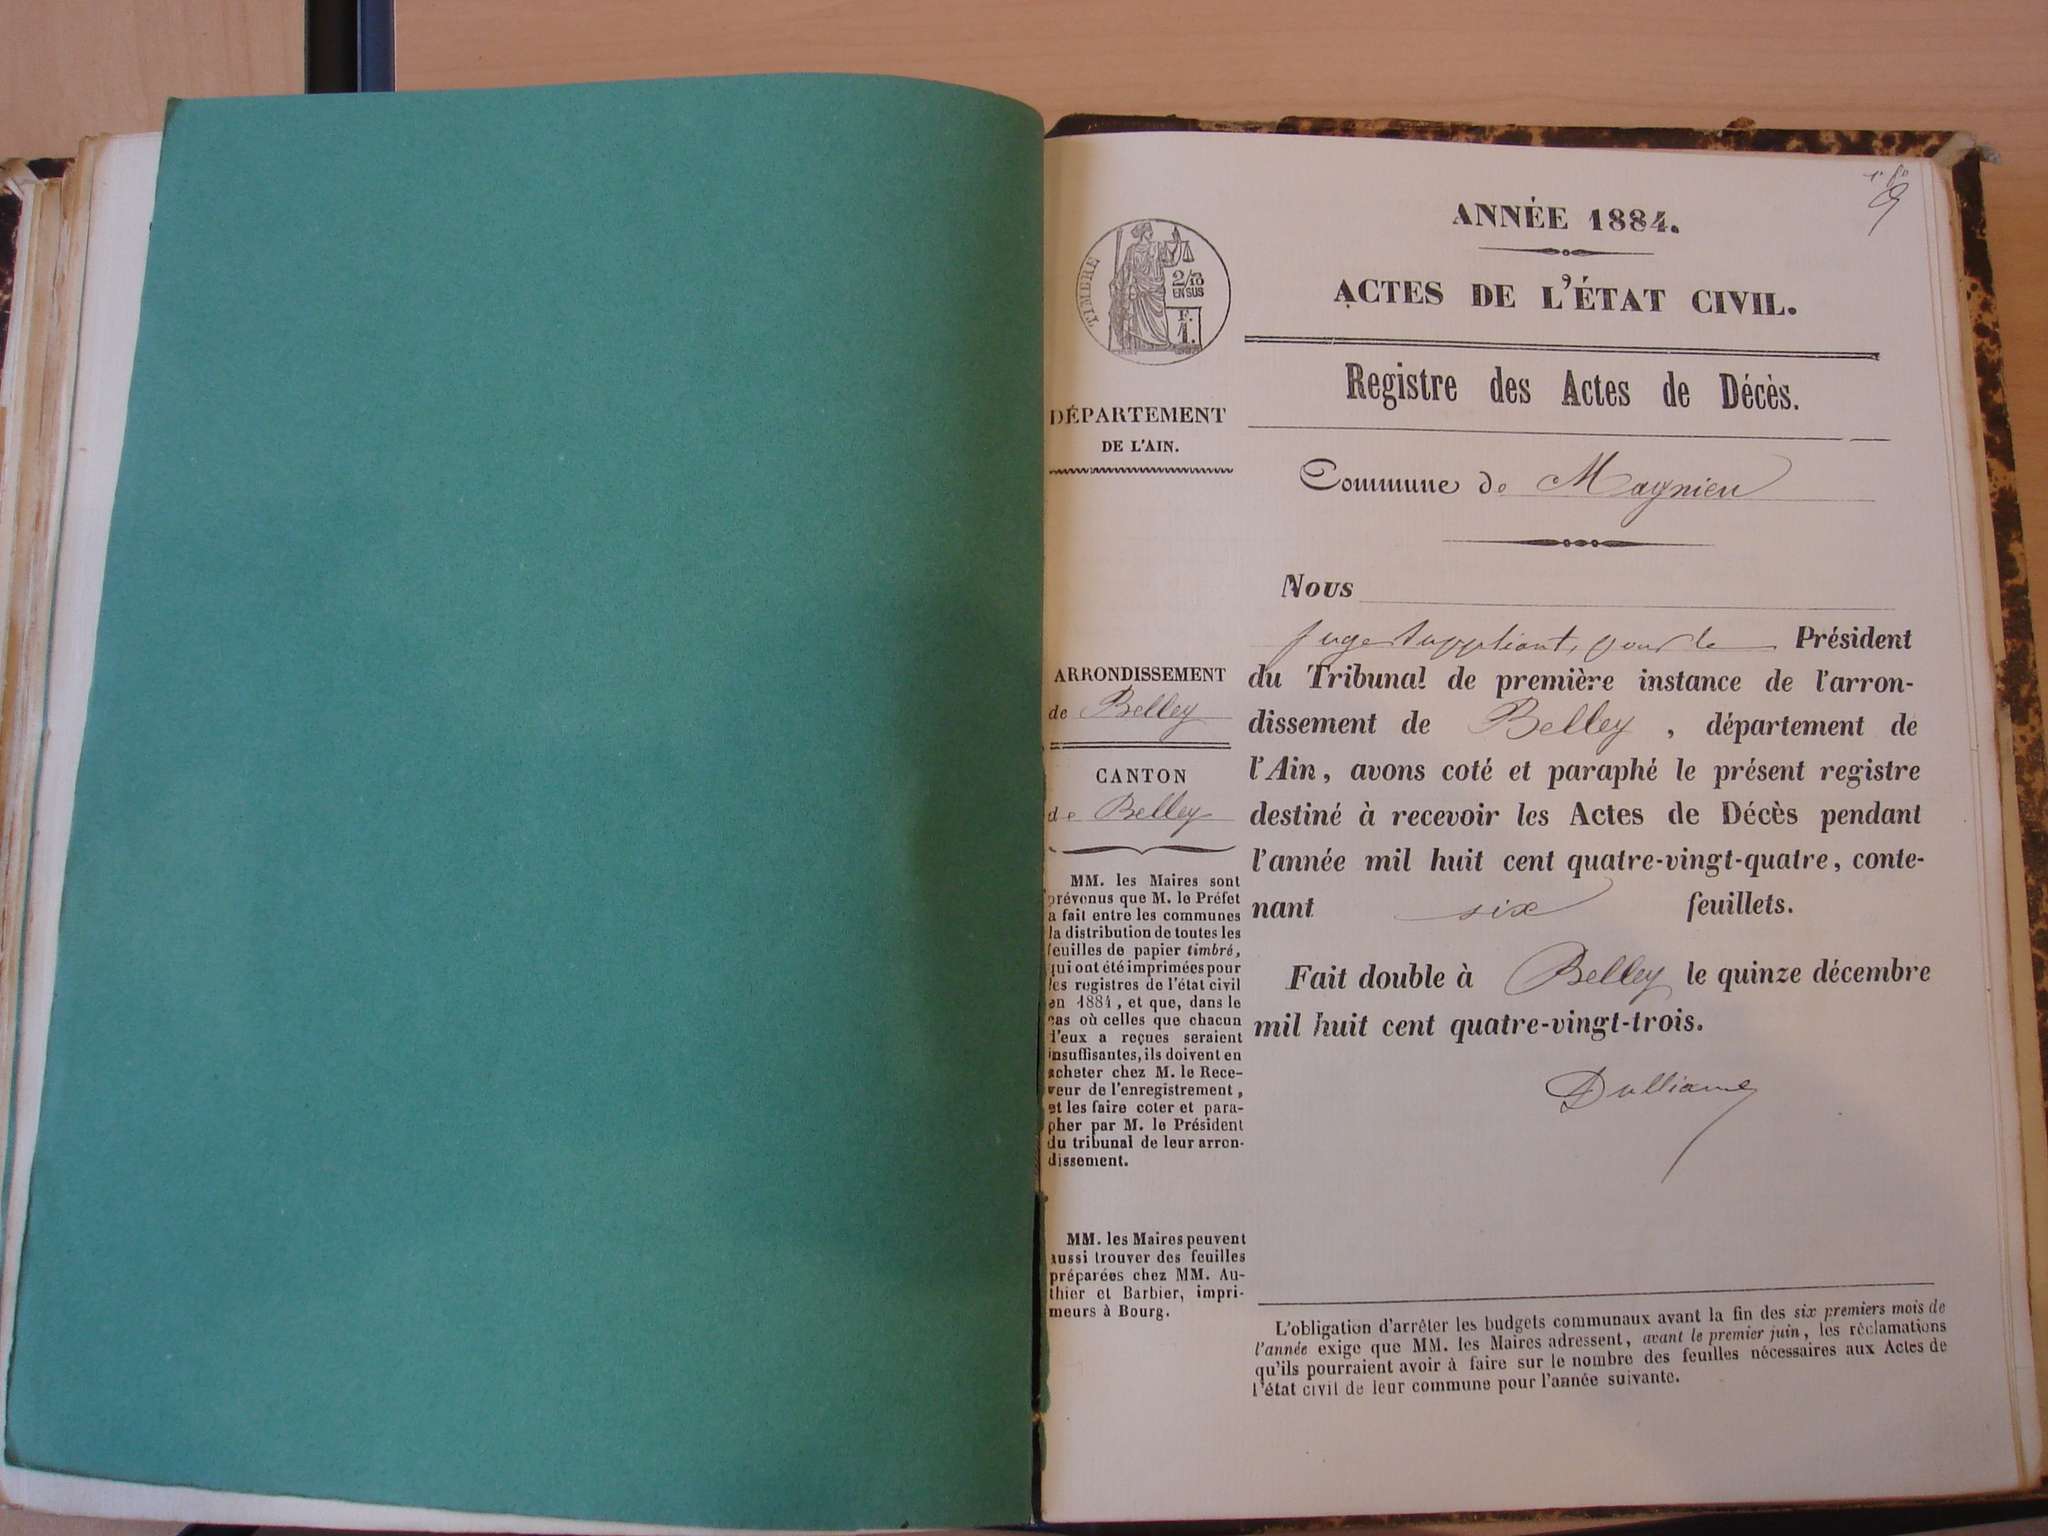 1er fo
ANNÉE 1884.
ACTES DE L'ÉTAT CIVIL.
TIMBRE
2/10
EN SUS
F.
1.
Registre des Actes de Décès.
DÉPARTEMENT
DE L'AIN.
Commune de Magnieu
Nous
juge suppléant, pour le Président
du Tribunal de première instance de l'arron-
dissement de Belley, département de
l'Ain, avons coté et paraphé le présent registre
destiné à recevoir les Actes de Décès pendant
l'année mil huit cent quatre-vingt-quatre, conte-
nant six feuillets.
Fait double à Belley le quinze décembre
mil huit cent quatre-vingt-trois.
ARRONDISSEMENT
de Belley
CANTON
de Belley
MM. les Maires sont
prévenus que M. le Préfet
a fait entre les communes
la distribution de toutes les
feuilles de papier timbré,
qui ont été imprimées pour
les registres de l'état civil
en 1884, et que, dans le
cas où celles que chacun
d'eux a reçues seraient
insuffisantes, ils doivent en
acheter chez M. le Rece-
veur de l'enregistrement,
et les faire coter et para-
pher par M. le Président
du tribunal de leur arron-
dissement.
MM. les Maires peuvent
aussi trouver des feuilles
préparées chez MM. Au-
thier et Barbier, impri-
meurs à Bourg.
L'obligation d'arrêter les budgets communaux avant la fin des six premiers mois de
l'année exige que MM. les Maires adressent, avant le premier juin, les réclamations
qu'ils pourraient avoir à faire sur le nombre des feuilles nécessaires aux Actes de
l'état civil de leur commune pour l'année suivante.